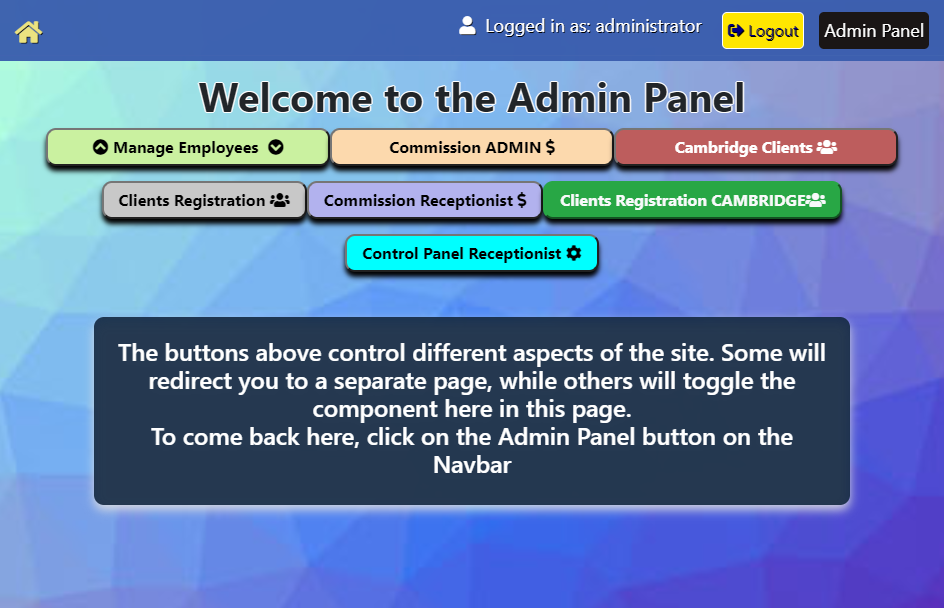 Logged in as: administrator
Logout
Admin Panel
Welcome to the Admin Panel
Manage Employees
Commission ADMIN $
Cambridge Clients
Clients Registration
Commission Receptionist $
Clients Registration CAMBRIDGE
Control Panel Receptionist
The buttons above control different aspects of the site. Some will
redirect you to a separate page, while others will toggle the
component here in this page.
To come back here, click on the Admin Panel button on the
Navbar